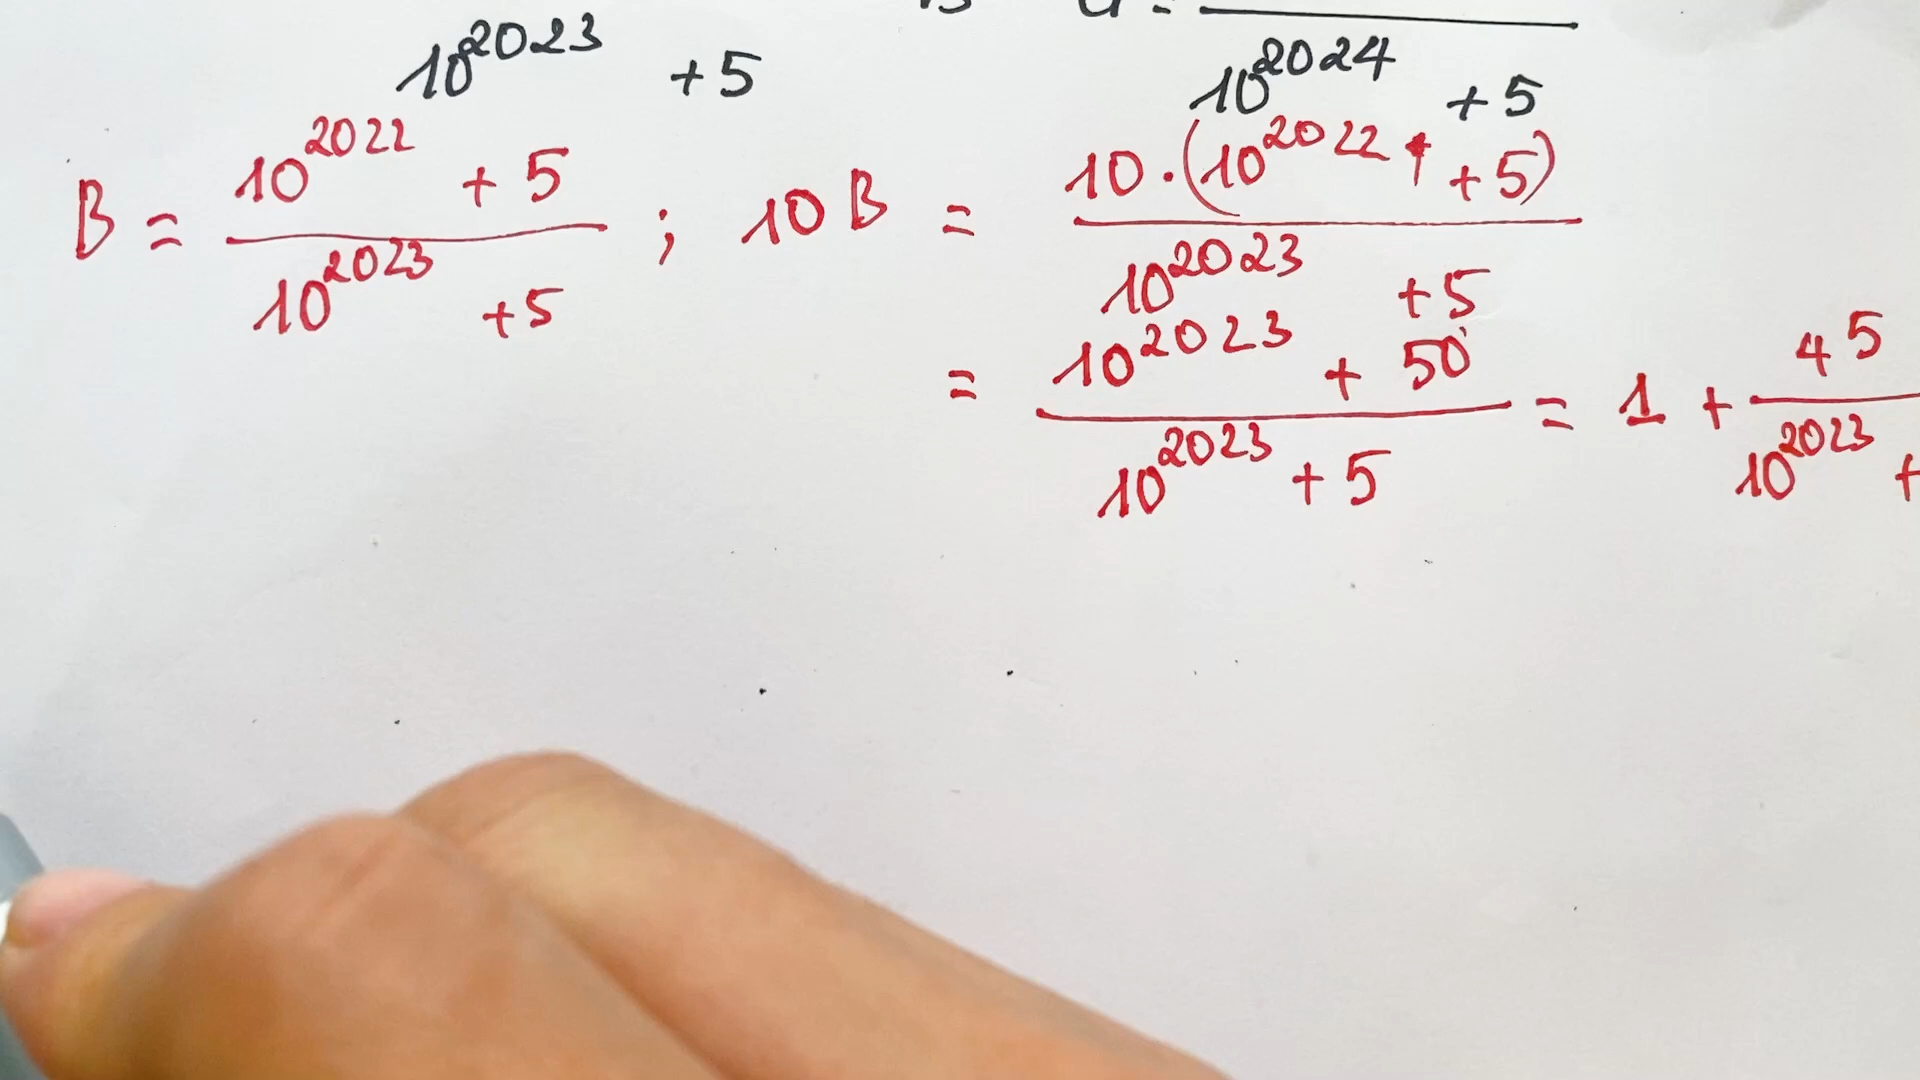 10^2023 + 5
10^2024 + 5
B = (10^2022 + 5)/(10^2023 + 5) ; 10B = 10.(10^2022 + 5)/(10^2023 + 5)
= (10^2023 + 50)/(10^2023 + 5) = 1 + 45/(10^2023 +